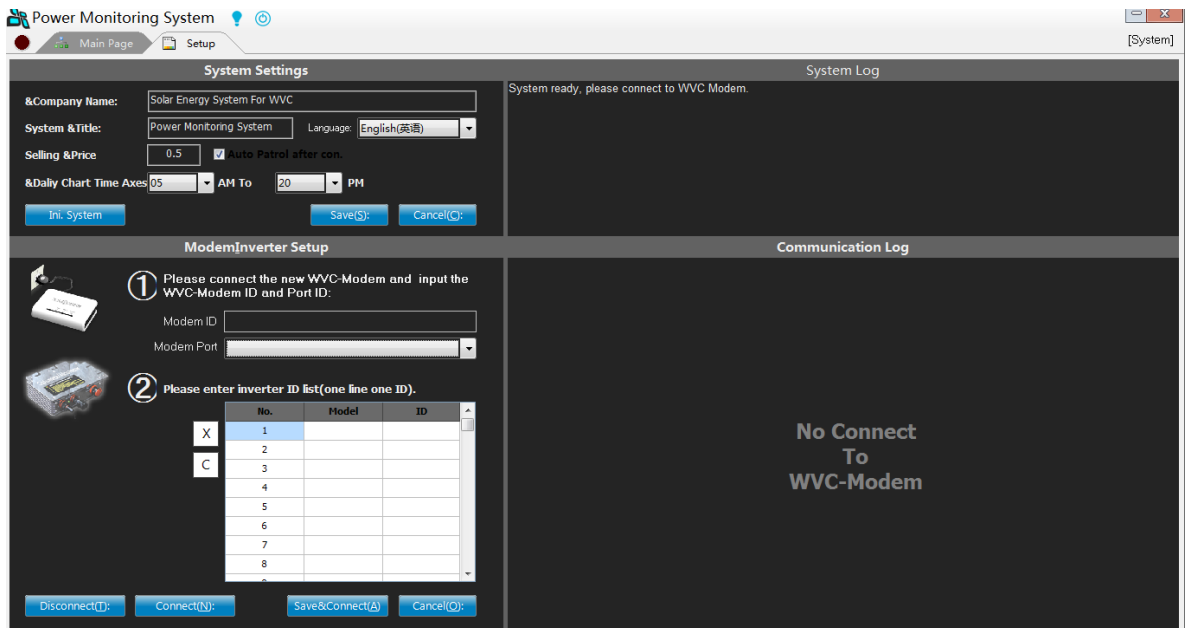 Power Monitoring System
Main Page
Setup
[System]
System Settings
&Company Name:
Solar Energy System For WVC
System &Title:
Power Monitoring System
Language:
English(英语)
Selling &Price
0.5
Auto Patrol after con.
&Daliy Chart Time Axes
05
AM To
20
PM
Ini. System
Save(S):
Cancel(C):
System Log
System ready, please connect to WVC Modem.
ModemInverter Setup
1
Please connect the new WVC-Modem and input the
WVC-Modem ID and Port ID:
Modem ID
Modem Port
2
Please enter inverter ID list(one line one ID).
No. Model ID
X
C
1
2
3
4
5
6
7
8
Disconnect(T):
Connect(N):
Save&Connect(A)
Cancel(O):
Communication Log
No Connect
To
WVC-Modem